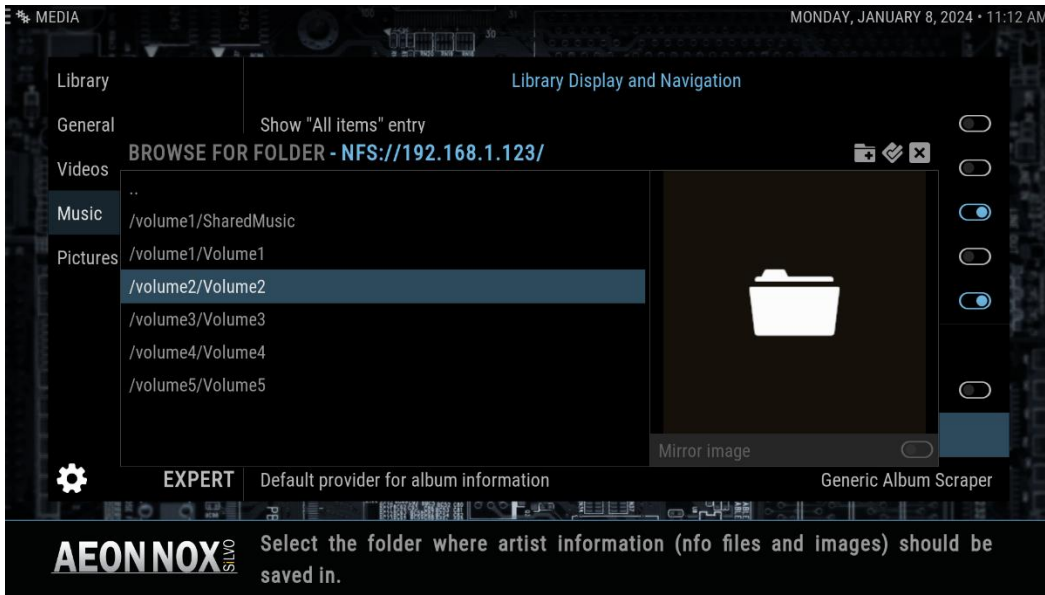 MEDIA
MONDAY, JANUARY 8, 2024 • 11:12 AM
Library
Library Display and Navigation
General
Show "All items" entry
BROWSE FOR FOLDER - NFS://192.168.1.123/
Videos
..
Music
/volume1/SharedMusic
Pictures
/volume1/Volume1
/volume2/Volume2
/volume3/Volume3
/volume4/Volume4
/volume5/Volume5
Mirror image
EXPERT
Default provider for album information
Generic Album Scraper
AEON NOX SiLVO
Select the folder where artist information (nfo files and images) should be
saved in.